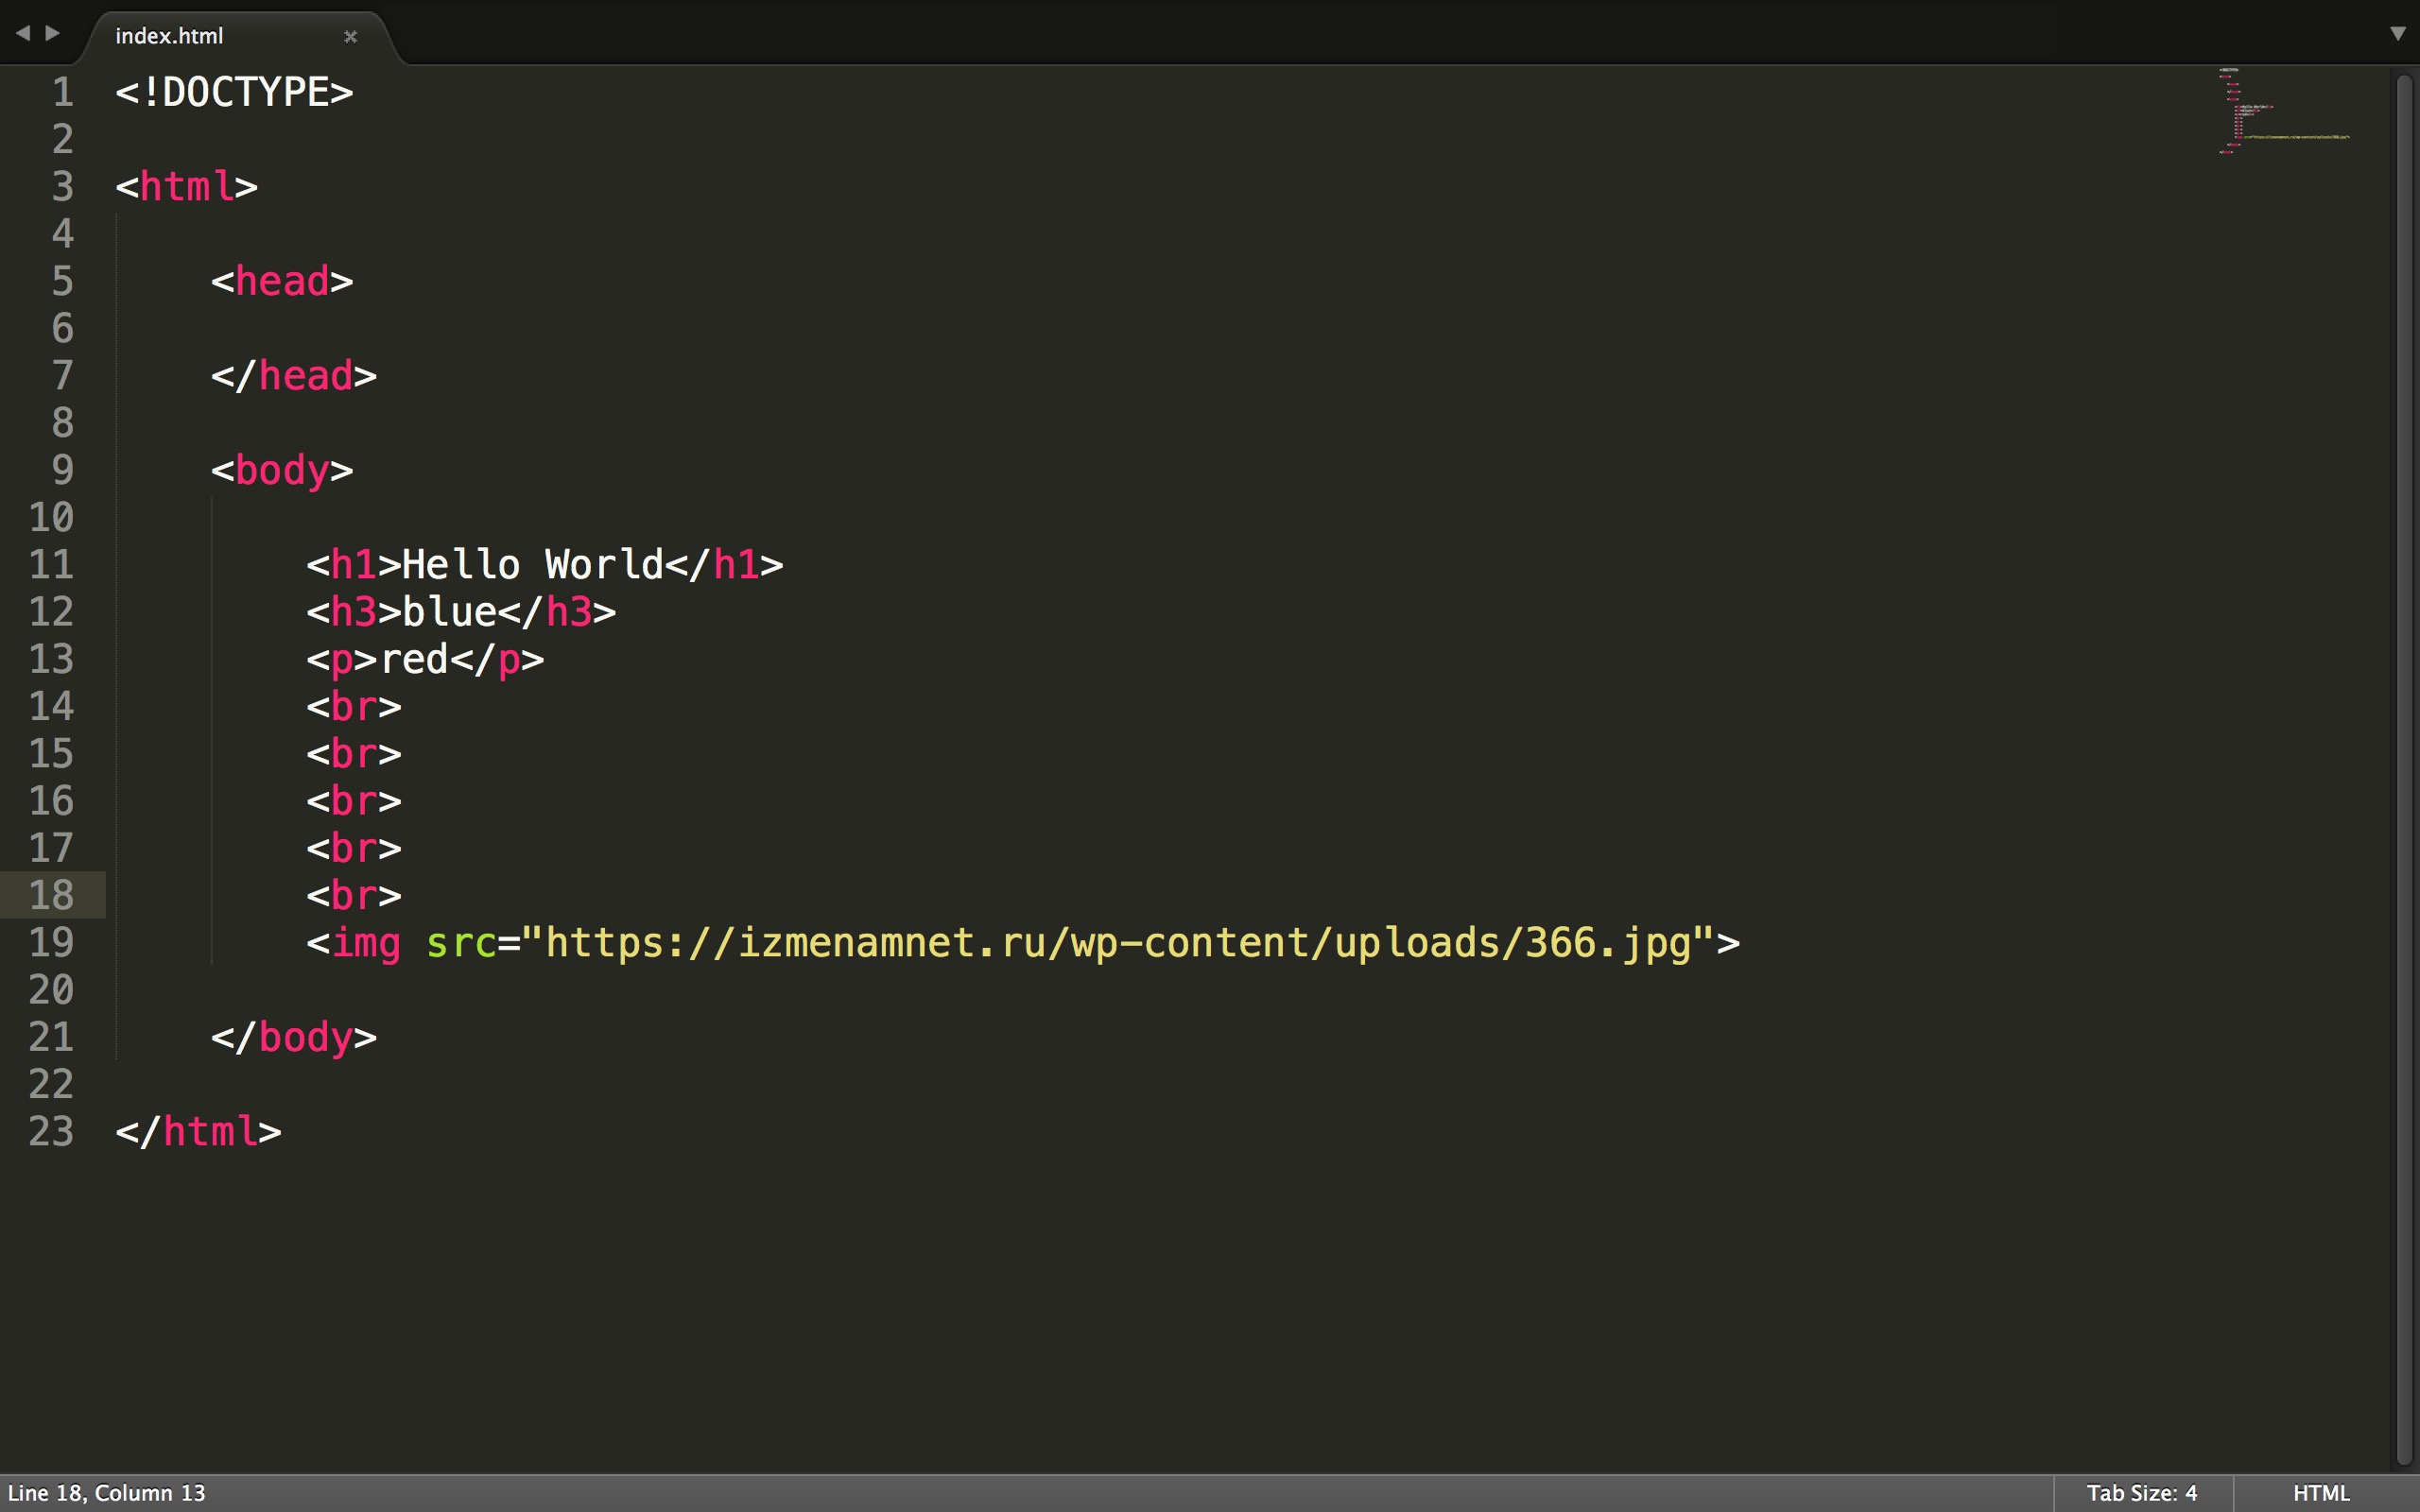 index.html
1 <!DOCTYPE>
2
3 <html>
4
5 <head>
6
7 </head>
8
9 <body>
10
11 <h1>Hello World</h1>
12 <h3>blue</h3>
13 <p>red</p>
14 <br>
15 <br>
16 <br>
17 <br>
18 <br>
19 <img src="https://izmenamnet.ru/wp-content/uploads/366.jpg">
20
21 </body>
22
23 </html>
Line 18, Column 13
Tab Size: 4
HTML